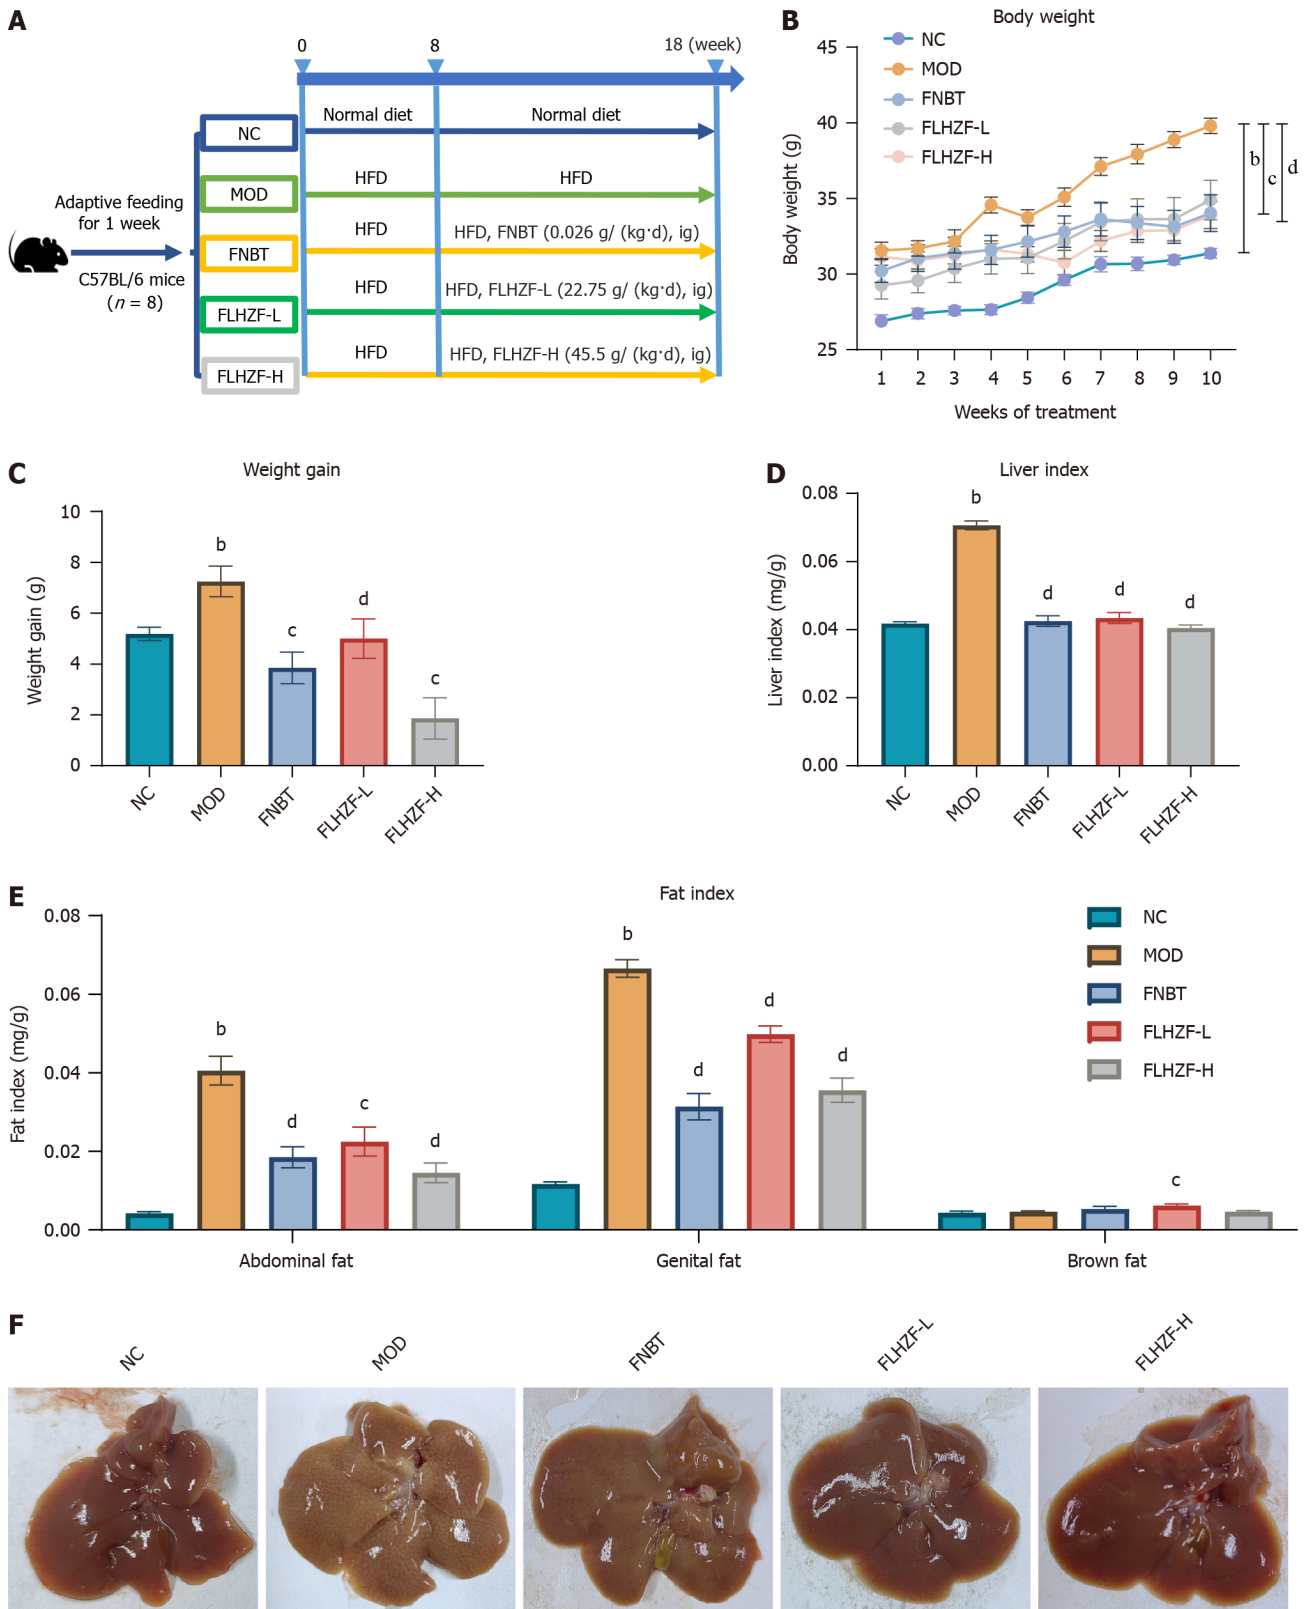 A
0
8
18 (week)
Normal diet
Normal diet
NC
HFD
HFD
MOD
Adaptive feeding
for 1 week
HFD
HFD, FNBT (0.026 g/ (kg·d), ig)
FNBT
C57BL/6 mice
(n = 8)
HFD
HFD, FLHZF-L (22.75 g/ (kg·d), ig)
FLHZF-L
HFD
HFD, FLHZF-H (45.5 g/ (kg·d), ig)
FLHZF-H
B
Body weight
45
40
35
30
25
Body weight (g)
NC
MOD
FNBT
FLHZF-L
FLHZF-H
b
c
d
1 2 3 4 5 6 7 8 9 10
Weeks of treatment
C
Weight gain
10
8
6
4
2
0
Weight gain (g)
b
c
d
c
NC
MOD
FNBT
FLHZF-L
FLHZF-H
D
Liver index
0.08
0.06
0.04
0.02
0.00
Liver index (mg/g)
b
d
d
d
NC
MOD
FNBT
FLHZF-L
FLHZF-H
E
Fat index
0.08
0.06
0.04
0.02
0.00
Fat index (mg/g)
b
d
c
d
b
d
d
d
c
NC
MOD
FNBT
FLHZF-L
FLHZF-H
Abdominal fat
Genital fat
Brown fat
F
NC
MOD
FNBT
FLHZF-L
FLHZF-H